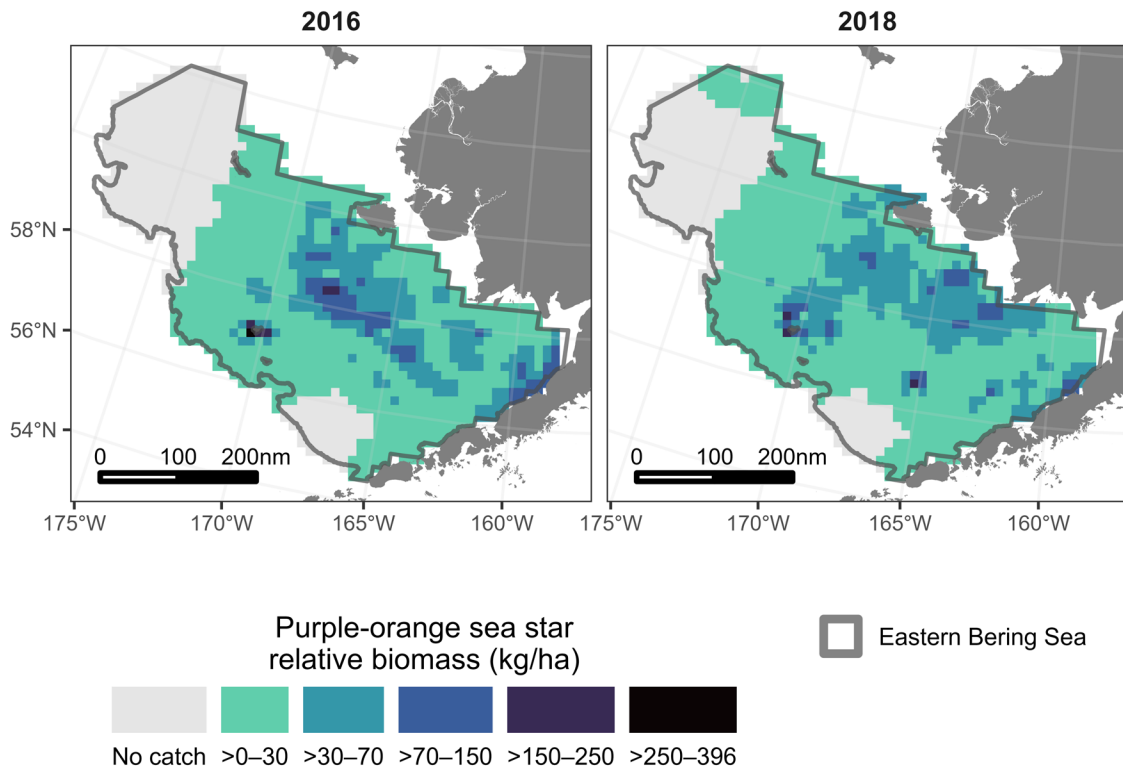 2016
2018
58°N
56°N
54°N
0 100 200nm
0 100 200nm
175°W 170°W 165°W 160°W 175°W 170°W 165°W 160°W
Purple-orange sea star
relative biomass (kg/ha)
Eastern Bering Sea
No catch >0–30 >30–70 >70–150 >150–250 >250–396